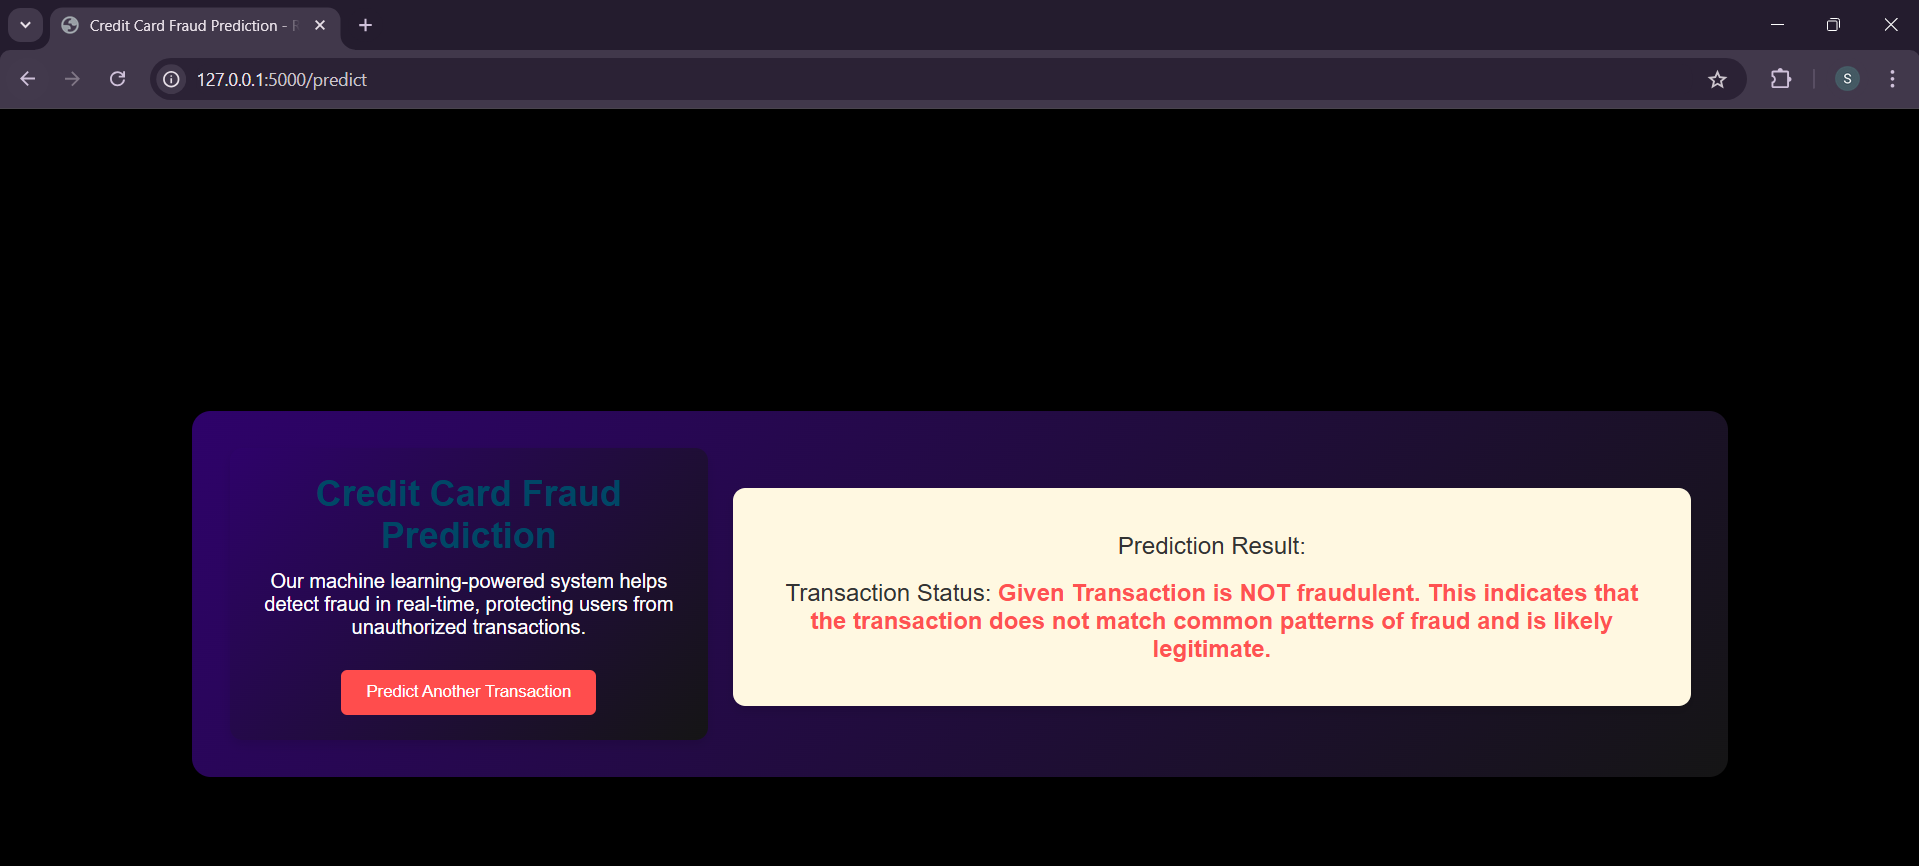 Credit Card Fraud Prediction -
127.0.0.1:5000/predict
S
Credit Card Fraud
Prediction
Our machine learning-powered system helps
detect fraud in real-time, protecting users from
unauthorized transactions.
Predict Another Transaction
Prediction Result:
Transaction Status: Given Transaction is NOT fraudulent. This indicates that
the transaction does not match common patterns of fraud and is likely
legitimate.